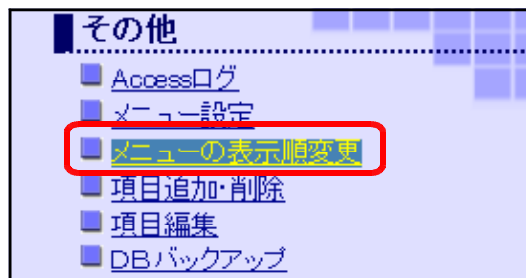 その他
Accessログ
メニュー設定
メニューの表示順変更
項目追加・削除
項目編集
DBバックアップ